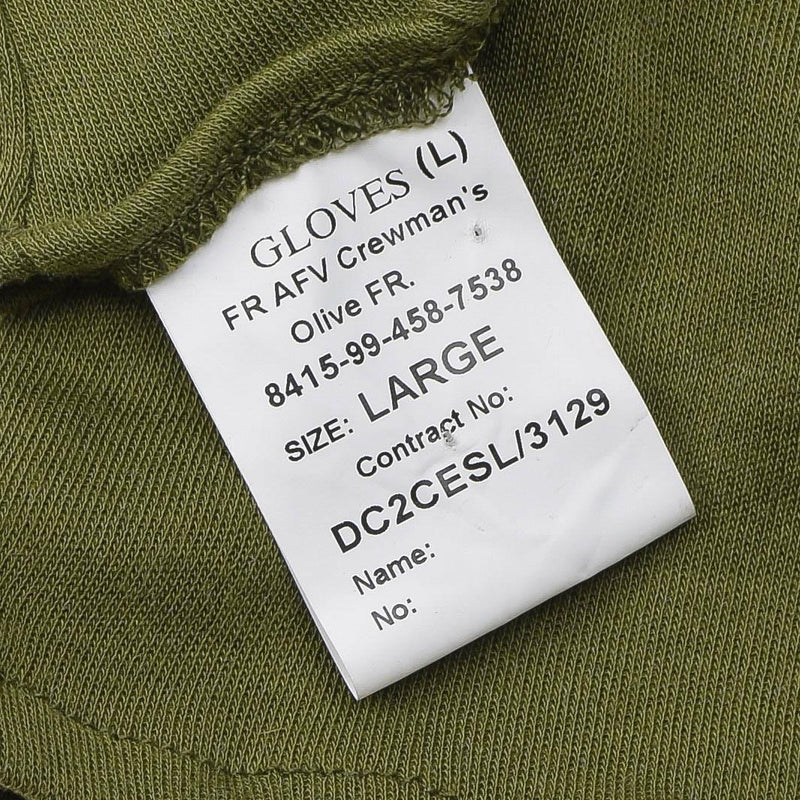 GLOVES (L)
FR AFV Crewman's
Olive FR.
8415-99-458-7538
SIZE: LARGE
Contract No:
DC2CESL/3129
Name:
No: